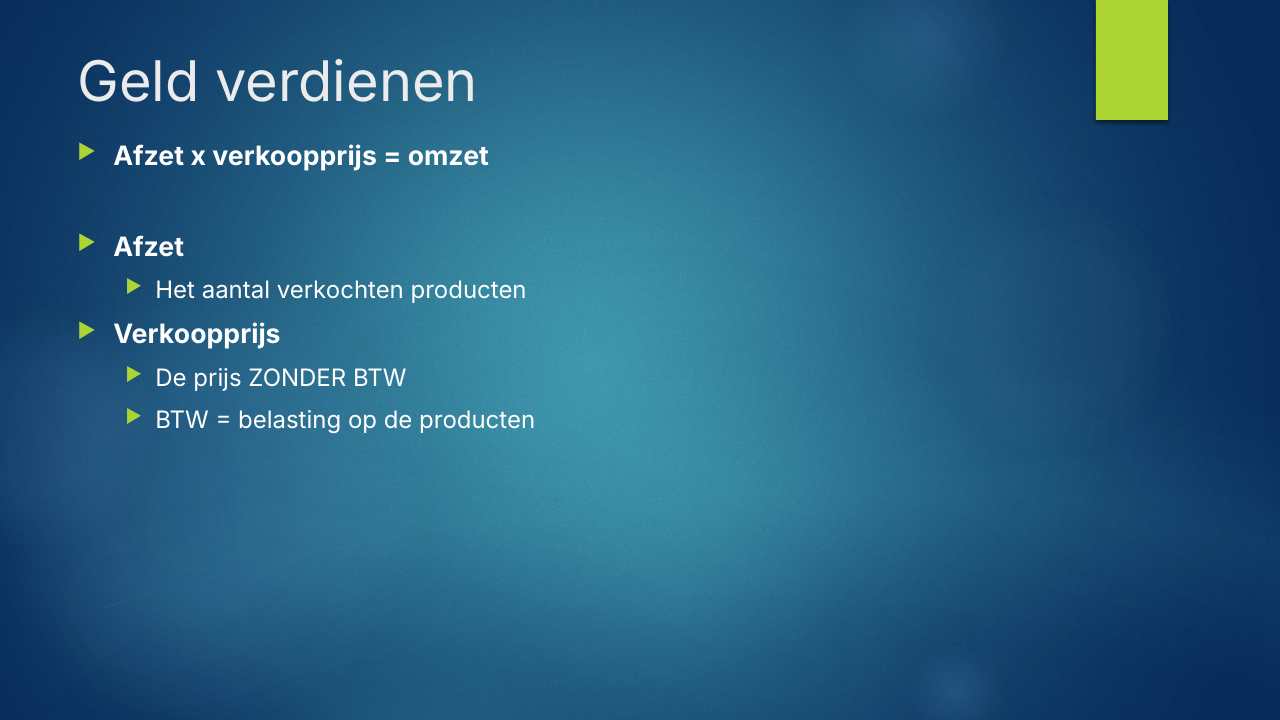 Geld verdienen
Afzet x verkoopprijs = omzet
Afzet
Het aantal verkochten producten
Verkoopprijs
De prijs ZONDER BTW
BTW = belasting op de producten